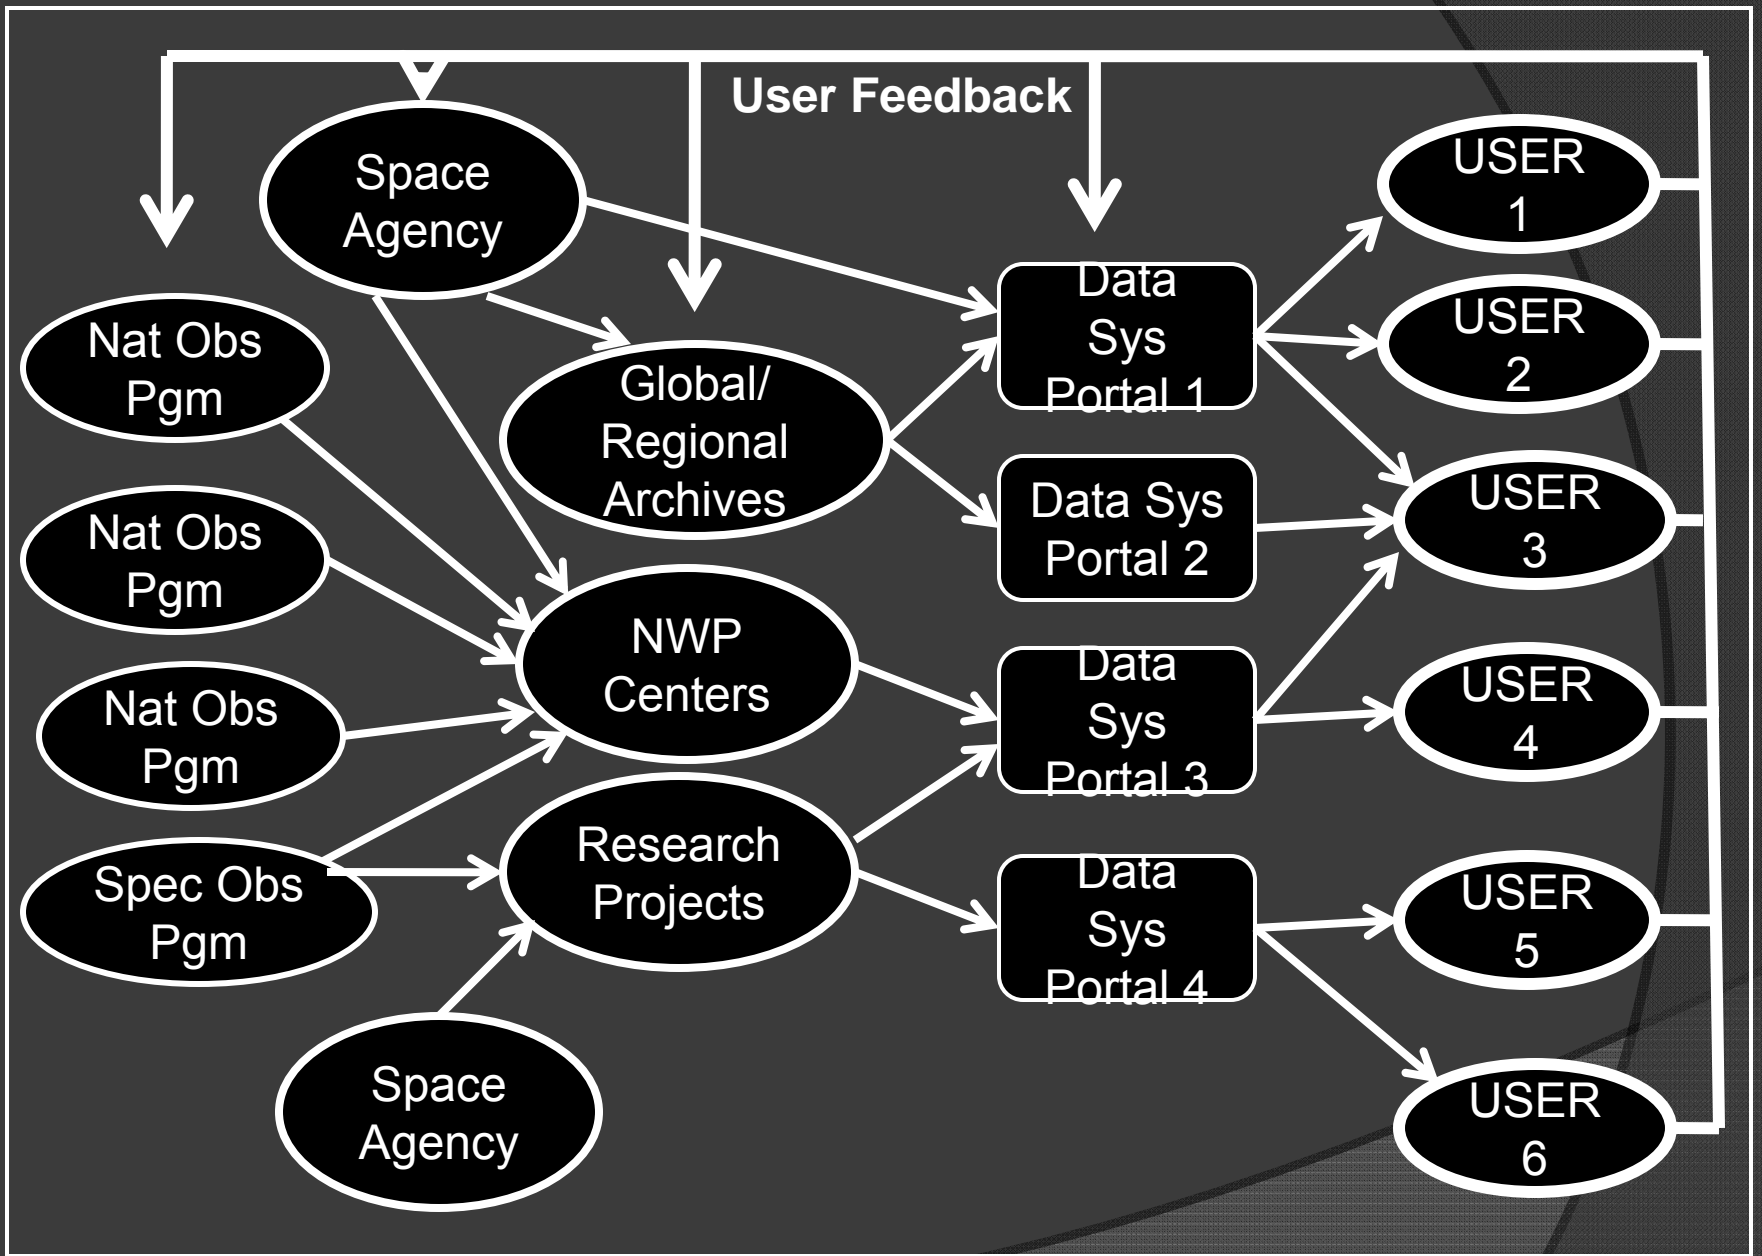 User Feedback
Space
Agency
USER
1
Nat Obs
Pgm
Global/
Regional
Archives
Data
Sys
Portal 1
USER
2
Nat Obs
Pgm
Data Sys
Portal 2
USER
3
Nat Obs
Pgm
NWP
Centers
Data
Sys
Portal 3
USER
4
Spec Obs
Pgm
Research
Projects
Data
Sys
Portal 4
USER
5
Space
Agency
USER
6